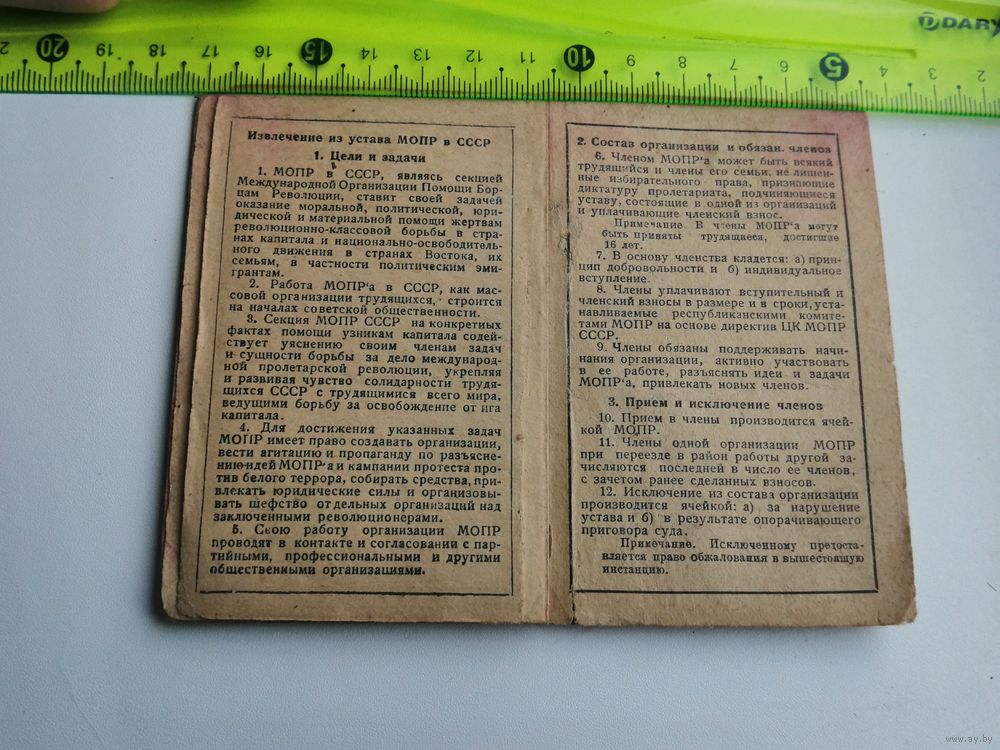 DARY
20 19 18 17 16 15 14 13 12 11 10 9 8 7 6 5 4 3 2
Извлечение из устава МОПР в СССР
1. Цели и задачи
1. МОПР в СССР, являясь секцией
Международной Организации Помощи Бор-
цам Революции, ставит своей задачей
оказание моральной, политической, юри-
дической и материальной помощи жертвам
революционно-классовой борьбы в стра-
нах капитала и национально-освободитель-
ного движения в странах Востока, их
семьям, в частности политическим эми-
грантам.
2. Работа МОПР'а в СССР, как мас-
совой организации трудящихся, строится
на началах советской общественности.
3. Секция МОПР СССР на конкретных
фактах помощи узникам капитала содей-
ствует уяснению своим членам задач
и сущности борьбы за дело международ-
ной пролетарской революции, укрепляя
и развивая чувство солидарности трудя-
щихся СССР с трудящимися всего мира,
ведущими борьбу за освобождение от ига
капитала.
4. Для достижения указанных задач
МОПР имеет право создавать организации,
вести агитацию и пропаганду по разъясне-
нию идей МОПР'а и кампании протеста про-
тив белого террора, собирать средства, при-
влекать юридические силы и организовы-
вать шефство отдельных организаций над
заключенными революционерами.
5. Свою работу организации МОПР
проводят в контакте и согласовании с пар-
тийными, профессиональными и другими
общественными организациями.
2. Состав организации и обязан. членов
6. Членом МОПР'а может быть всякий
трудящийся и члены его семьи, не лишен-
ные избирательного права, признающие
диктатуру пролетариата, подчиняющиеся
уставу, состоящие в одной из организаций
и уплачивающие членский взнос.
Примечание. В члены МОПР'а могут
быть приняты трудящиеся, достигшие
16 лет.
7. В основу членства кладется: а) прин-
цип добровольности и б) индивидуальное
вступление.
8. Члены уплачивают вступительный и
членский взносы в размере и в сроки, уста-
навливаемые республиканскими комите-
тами МОПР на основе директив ЦК МОПР
СССР.
9. Члены обязаны поддерживать начи-
нания организации, активно участвовать
в ее работе, разъяснять идеи и задачи
МОПР'а, привлекать новых членов.
3. Прием и исключение членов
10. Прием в члены производится ячей-
кой МОПР.
11. Члены одной организации МОПР
при переезде в район работы другой за-
числяются последней в число ее членов,
с зачетом ранее сделанных взносов.
12. Исключение из состава организации
производится ячейкой: а) за нарушение
устава и б) в результате опорачивающего
приговора суда.
Примечание. Исключенному предоста-
вляется право обжалования в вышестоящую
инстанцию.
www.ay.by